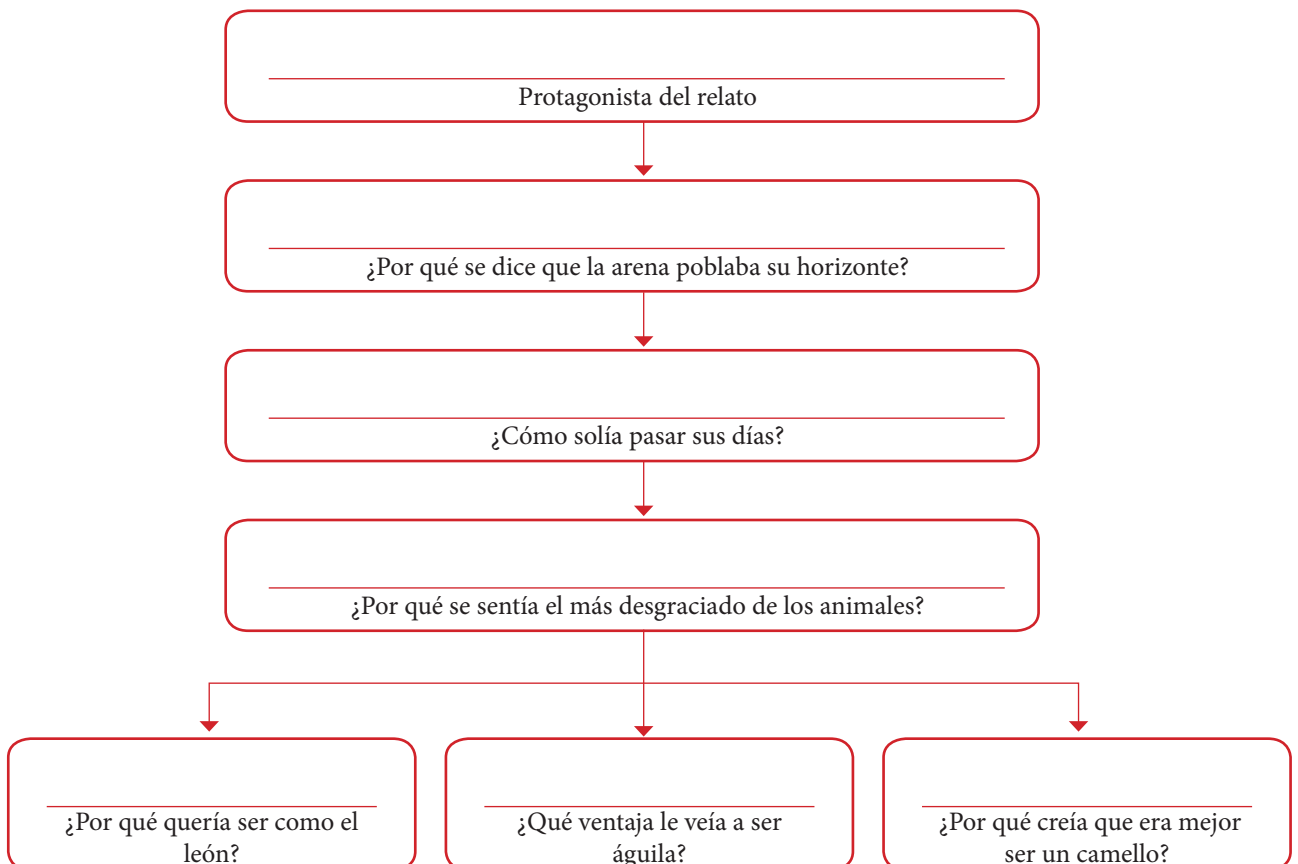 Protagonista del relato
¿Por qué se dice que la arena poblaba su horizonte?
¿Cómo solía pasar sus días?
¿Por qué se sentía el más desgraciado de los animales?
¿Por qué quería ser como el
león?
¿Qué ventaja le veía a ser
águila?
¿Por qué creía que era mejor
ser un camello?